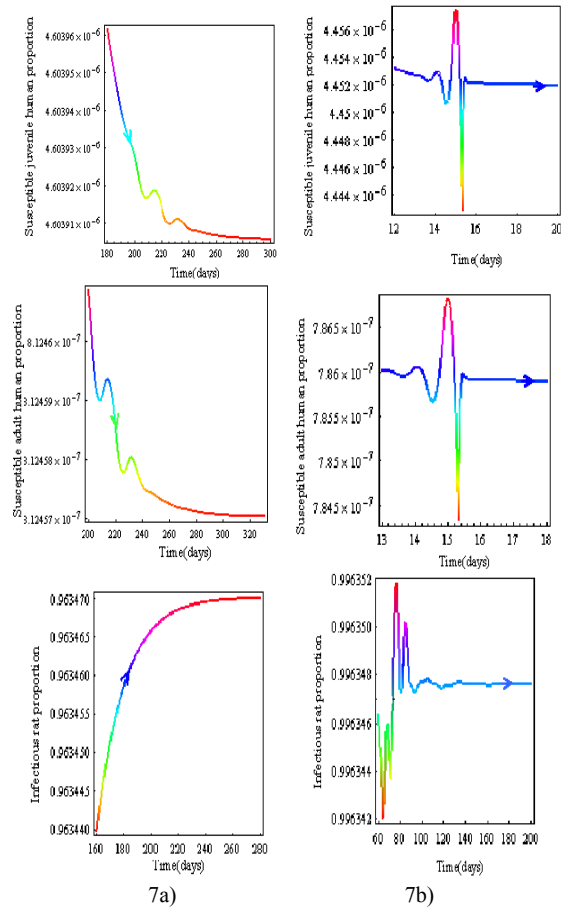 Susceptible juvenile human proportion
4.60396 × 10⁻⁶
4.60395 × 10⁻⁶
4.60394 × 10⁻⁶
4.60393 × 10⁻⁶
4.60392 × 10⁻⁶
4.60391 × 10⁻⁶
180 200 220 240 260 280 300
Time(days)
Susceptible juvenile human proportion
4.456 × 10⁻⁶
4.454 × 10⁻⁶
4.452 × 10⁻⁶
4.45 × 10⁻⁶
4.448 × 10⁻⁶
4.446 × 10⁻⁶
4.444 × 10⁻⁶
12 14 16 18 20
Time(days)
Susceptible adult human proportion
3.1246 × 10⁻⁷
3.12459 × 10⁻⁷
3.12458 × 10⁻⁷
3.12457 × 10⁻⁷
200 220 240 260 280 300 320
Time(days)
Susceptible adult human proportion
7.865 × 10⁻⁷
7.86 × 10⁻⁷
7.855 × 10⁻⁷
7.85 × 10⁻⁷
7.845 × 10⁻⁷
13 14 15 16 17 18
Time(days)
Infectious rat proportion
0.963470
0.963465
0.963460
0.963455
0.963450
0.963445
0.963440
160 180 200 220 240 260 280
Time(days)
Infectious rat proportion
0.996352
0.996350
0.996348
0.996346
0.996344
0.996342
60 80 100 120 140 160 180 200
Time(days)
7a)
7b)